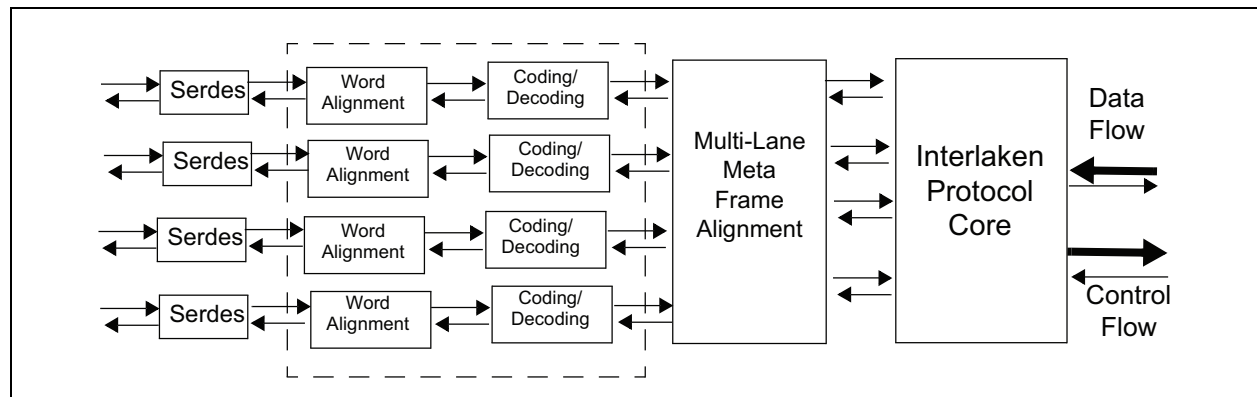 Serdes
Word
Alignment
Coding/
Decoding
Serdes
Word
Alignment
Coding/
Decoding
Serdes
Word
Alignment
Coding/
Decoding
Serdes
Word
Alignment
Coding/
Decoding
Multi-Lane
Meta
Frame
Alignment
Interlaken
Protocol
Core
Data
Flow
Control
Flow